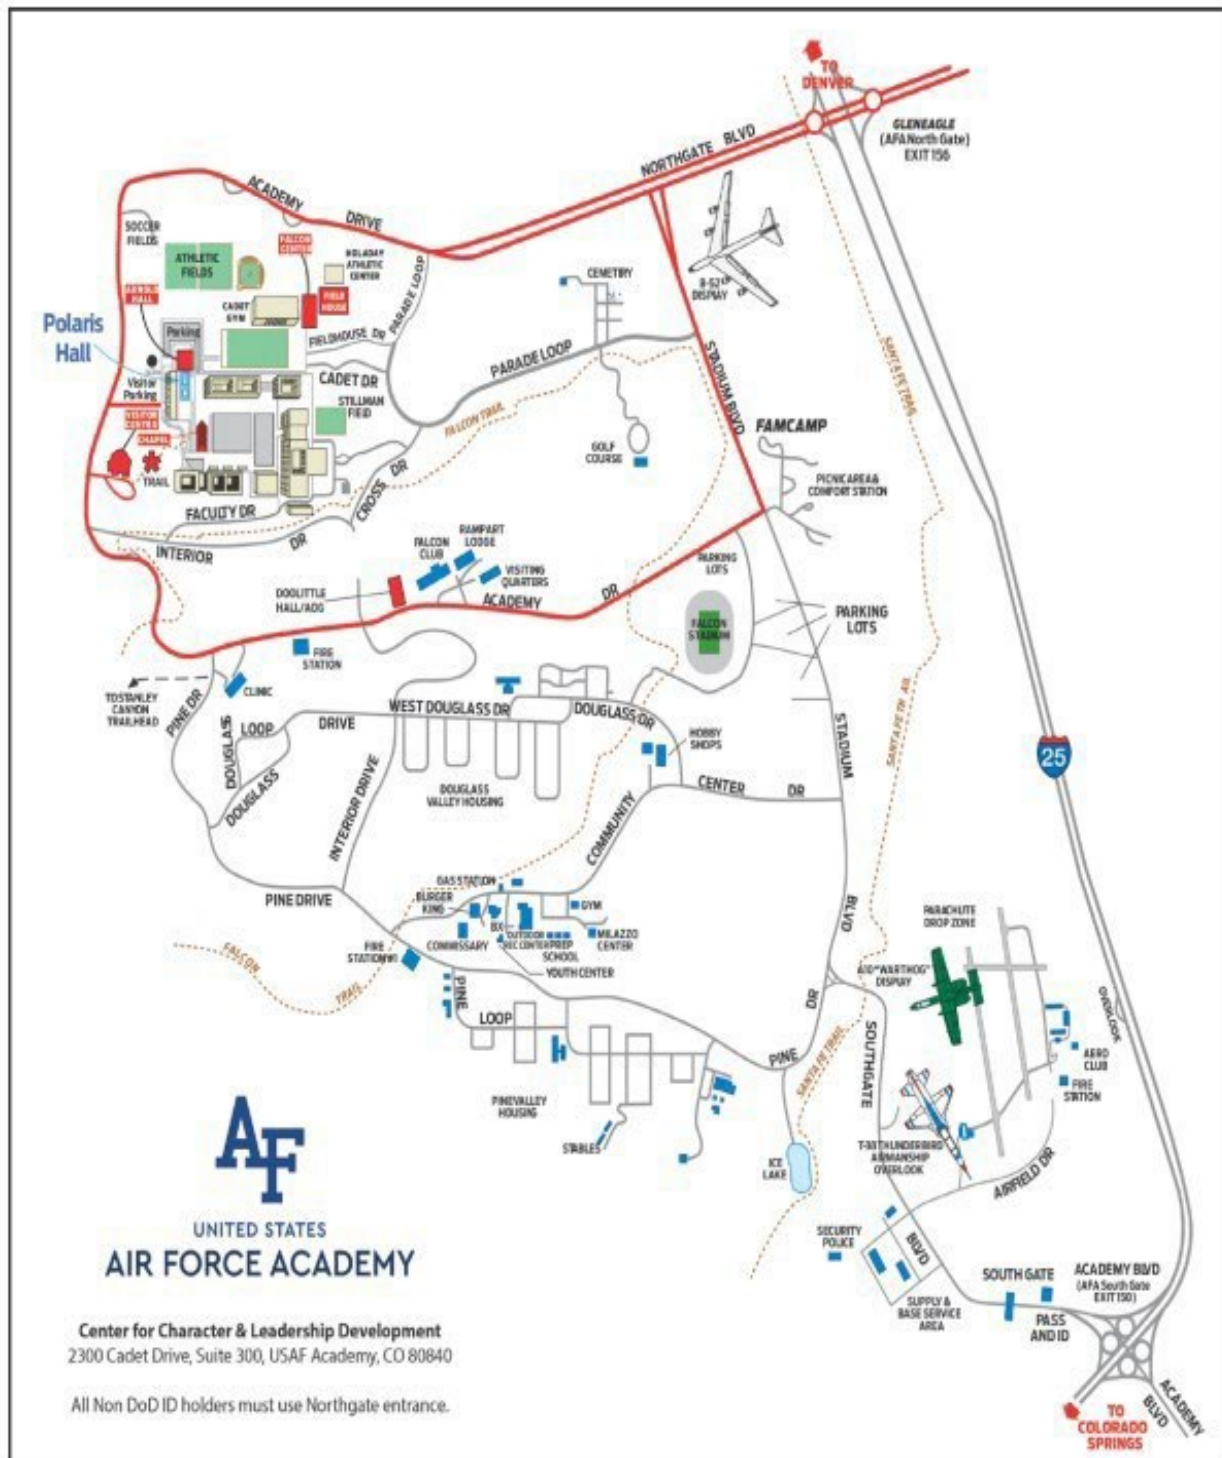 TO
DENVER
GLENEAGLE
(AFA North Gate)
EXIT 156
NORTHGATE BLVD
ACADEMY
DRIVE
SOCCER
FIELDS
ATHLETIC
FIELDS
FALCON
CENTER
HOLADAY
ATHLETIC
CENTER
PARADE LOOP
ARNOLD
HALL
CADET
GYM
FIELD
HOUSE
CEMETRY
B-52
DISPLAY
Polaris
Hall
Parking
FIELDHOUSE DR
PARADE LOOP
STADIUM BLVD
SANTA FE TRAIL
Visitor
Parking
CADET DR
STILLMAN
FIELD
VISITOR
CENTER
CHAPEL
TRAIL
FALCON TRAIL
GOLF
COURSE
FAMCAMP
PICNIC AREA &
COMFORT STATION
FACULTY DR
CROSS DR
INTERIOR
DR
FALCON
CLUB
RAMPART
LODGE
VISITING
QUARTERS
PARKING
LOTS
DOOLITTLE
HALL/AOG
ACADEMY
DR
FALCON
STADIUM
PARKING
LOTS
FIRE
STATION
TO STANLEY
CANYON
TRAILHEAD
PINE DR
CLINIC
DOUGLASS
LOOP
DRIVE
WEST DOUGLASS DR
DOUGLASS DR
SANTA FE TR AIL
STADIUM
HOBBY
SHOPS
25
DOUGLASS
INTERIOR DRIVE
DOUGLASS
VALLEY HOUSING
COMMUNITY
CENTER
DR
PINE DRIVE
GAS STATION
BURGER
KING
BX
GYM
BLVD
PARACHUTE
DROP ZONE
COMMISSARY
OUTDOOR
REC CENTER
PREP
SCHOOL
MILAZZO
CENTER
FIRE
STATION #1
YOUTH CENTER
FALCON
TRAIL
A10 "WARTHOG"
DISPLAY
OVERLOOK
PINE
LOOP
DR
PINE
SANTA FE TRAIL
SOUTHGATE
AERO
CLUB
FIRE
STATION
PINE VALLEY
HOUSING
STABLES
ICE
LAKE
T-38 THUNDERBIRD
AIRMANSHIP
OVERLOOK
AIRFIELD DR
UNITED STATES
AIR FORCE ACADEMY
SECURITY
POLICE
BLVD
SOUTH GATE
ACADEMY BLVD
(AFA South Gate
EXIT 150)
SUPPLY &
BASE SERVICE
AREA
PASS
AND ID
Center for Character & Leadership Development
2300 Cadet Drive, Suite 300, USAF Academy, CO 80840
All Non DoD ID holders must use Northgate entrance.
ACADEMY
BLVD
TO
COLORADO
SPRINGS
AF